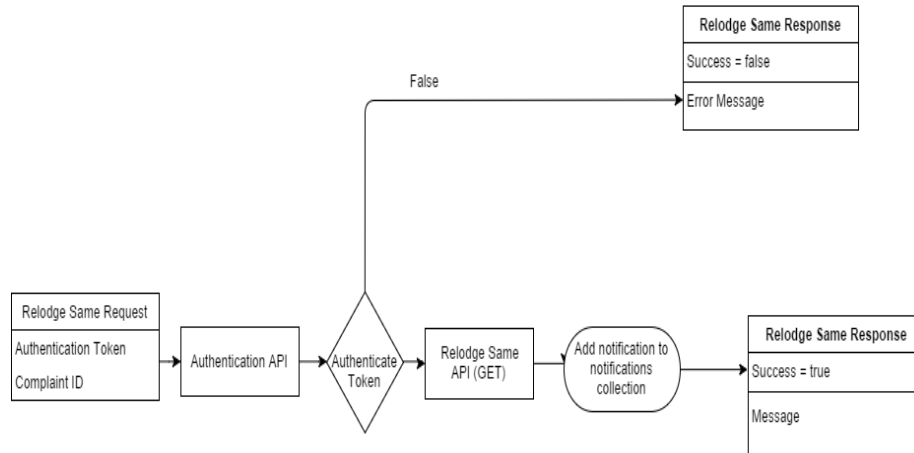 Relodge Same Response
Success = false
Error Message
False
Relodge Same Request
Authentication Token
Complaint ID
Authentication API
Authenticate
Token
Relodge Same
API (GET)
Add notification to
notifications
collection
Relodge Same Response
Success = true
Message